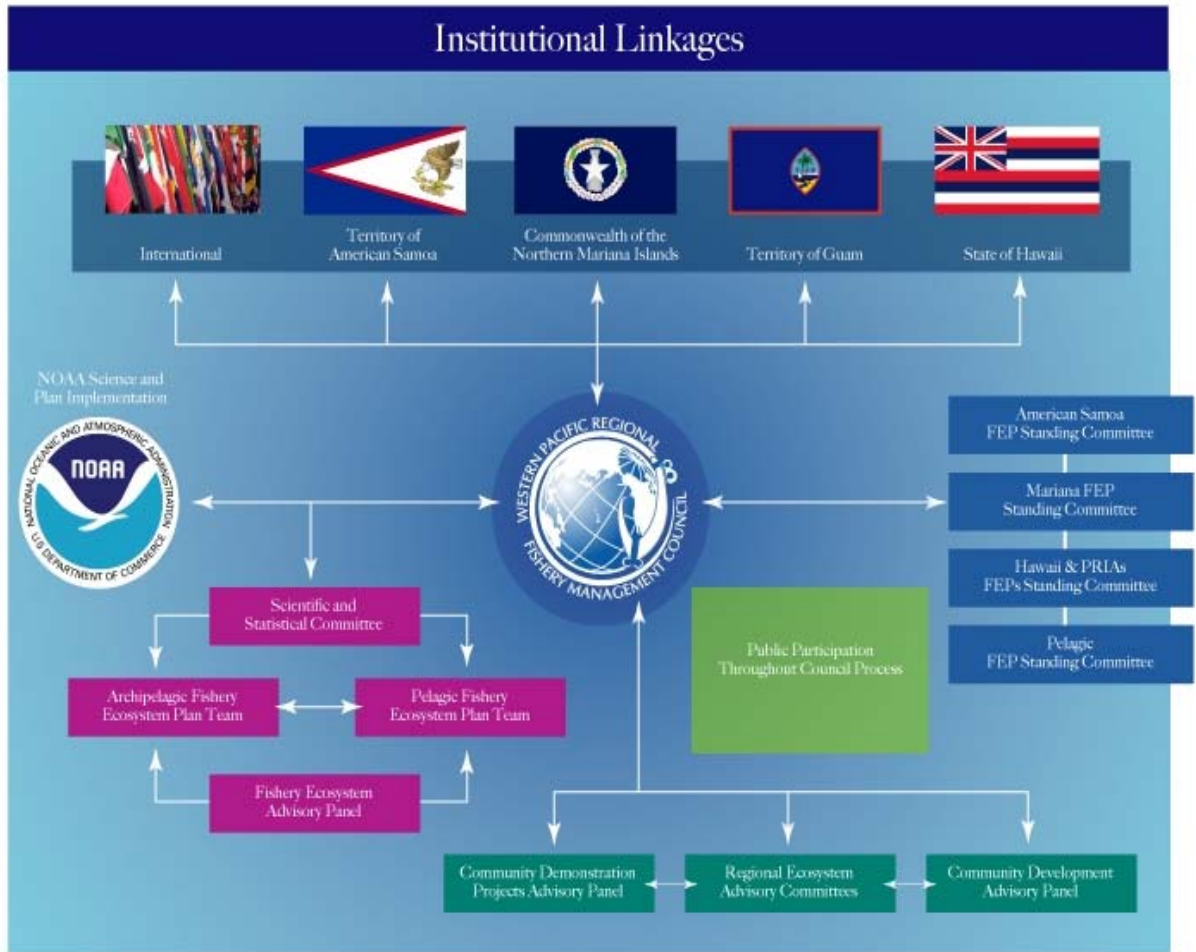 Institutional Linkages
International
Territory of
American Samoa
Commonwealth of the
Northern Mariana Islands
Territory of Guam
State of Hawaii
NOAA Science and
Plan Implementation
NATIONAL OCEANIC AND ATMOSPHERIC ADMINISTRATION
NOAA
U.S. DEPARTMENT OF COMMERCE
WESTERN PACIFIC REGIONAL
FISHERY MANAGEMENT COUNCIL
American Samoa
FEP Standing Committee
Mariana FEP
Standing Committee
Hawaii & PRIAs
FEPs Standing Committee
Pelagic
FEP Standing Committee
Scientific and
Statistical Committee
Archipelagic Fishery
Ecosystem Plan Team
Pelagic Fishery
Ecosystem Plan Team
Fishery Ecosystem
Advisory Panel
Public Participation
Throughout Council Process
Community Demonstration
Projects Advisory Panel
Regional Ecosystem
Advisory Committees
Community Development
Advisory Panel